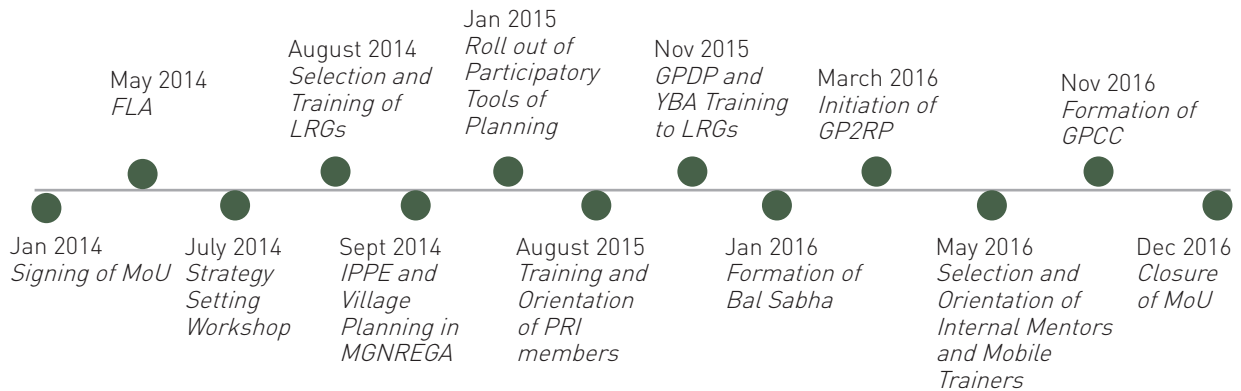 Jan 2014
Signing of MoU
May 2014
FLA
July 2014
Strategy
Setting
Workshop
August 2014
Selection and
Training of
LRGs
Sept 2014
IPPE and
Village
Planning in
MGNREGA
Jan 2015
Roll out of
Participatory
Tools of
Planning
August 2015
Training and
Orientation
of PRI
members
Nov 2015
GPDP and
YBA Training
to LRGs
Jan 2016
Formation of
Bal Sabha
March 2016
Initiation of
GP2RP
May 2016
Selection and
Orientation of
Internal Mentors
and Mobile
Trainers
Nov 2016
Formation of
GPCC
Dec 2016
Closure
of MoU